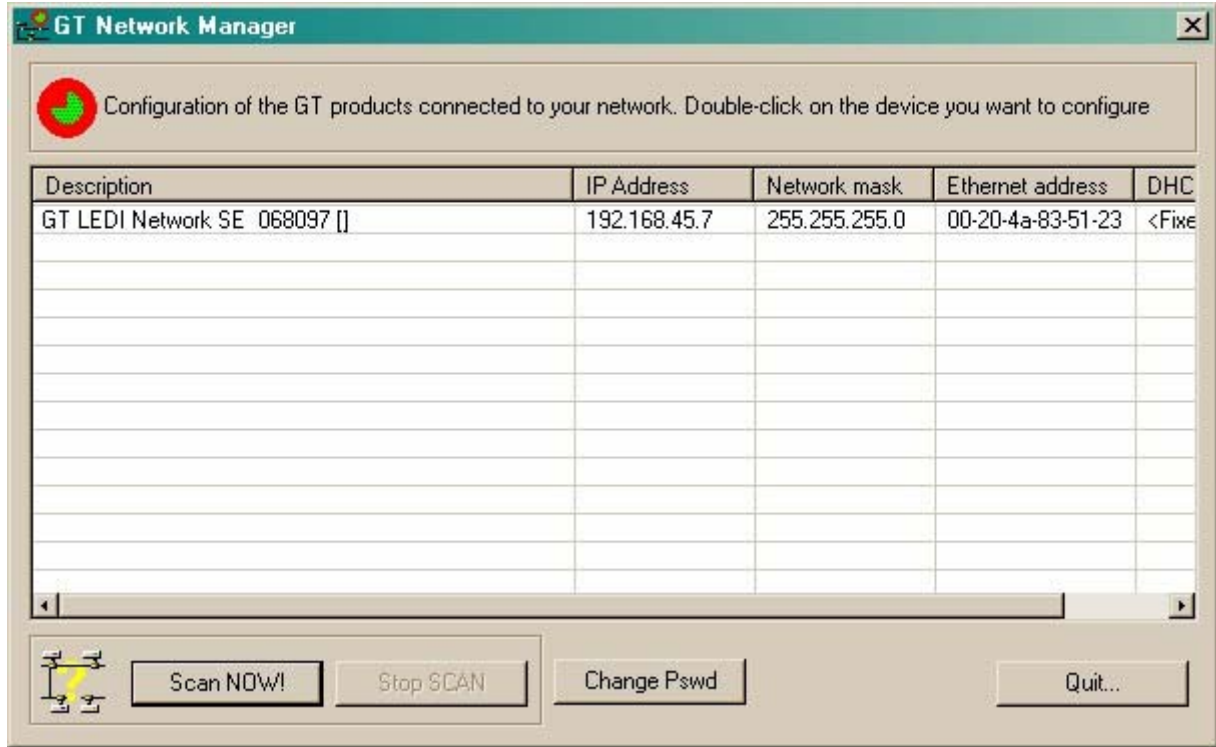 GT Network Manager
Configuration of the GT products connected to your network. Double-click on the device you want to configure
Description IP Address Network mask Ethernet address DHC
GT LEDI Network SE 068097 [] 192.168.45.7 255.255.255.0 00-20-4a-83-51-23 <Fixe
Scan NOW! Stop SCAN Change Pswd Quit...